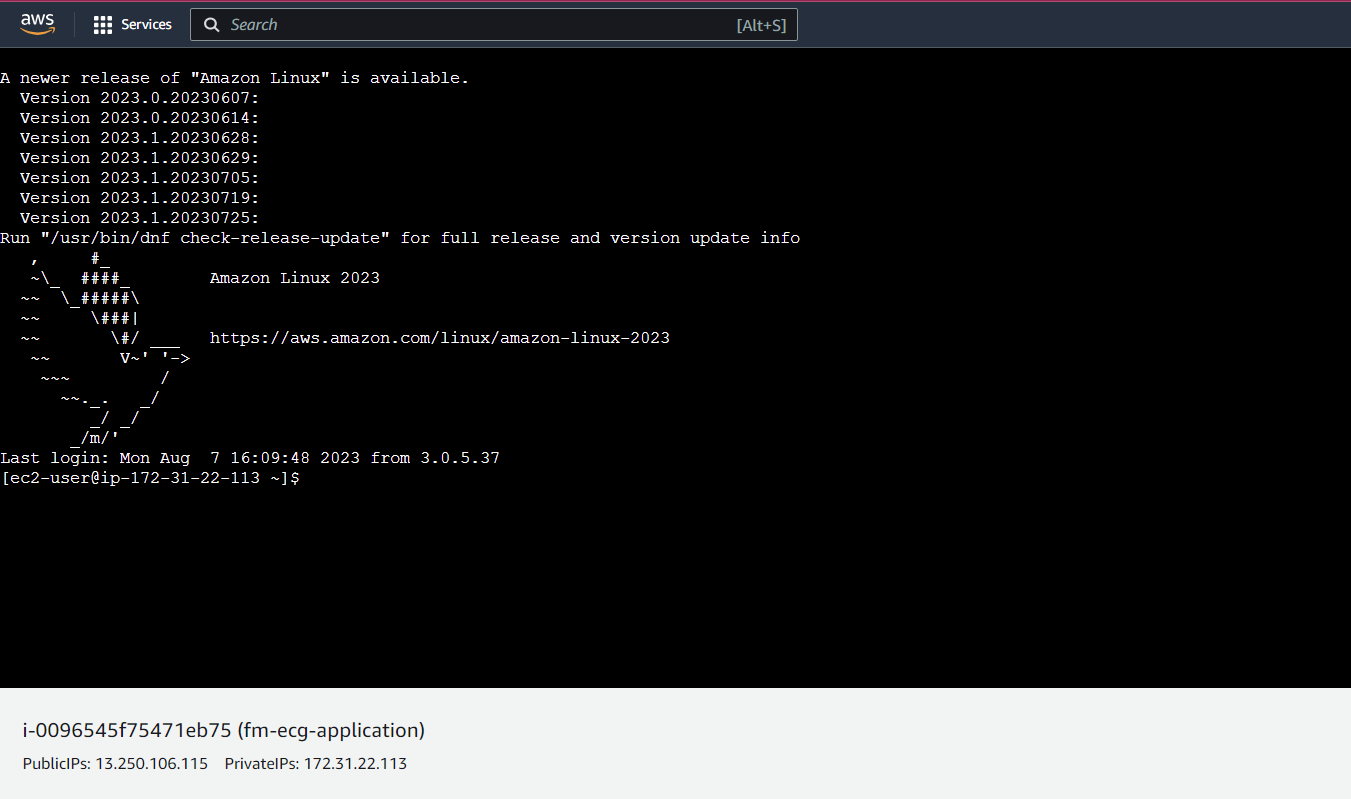 aws
Services
Search
[Alt+S]
A newer release of "Amazon Linux" is available.
  Version 2023.0.20230607:
  Version 2023.0.20230614:
  Version 2023.1.20230628:
  Version 2023.1.20230629:
  Version 2023.1.20230705:
  Version 2023.1.20230719:
  Version 2023.1.20230725:
Run "/usr/bin/dnf check-release-update" for full release and version update info
   ,     #_
   ~\_  ####_        Amazon Linux 2023
  ~~  \_#####\
  ~~     \###|
  ~~       \#/ ___   https://aws.amazon.com/linux/amazon-linux-2023
   ~~       V~' '->
    ~~~         /
      ~~._.   _/
         _/ _/
       _/m/'
Last login: Mon Aug  7 16:09:48 2023 from 3.0.5.37
[ec2-user@ip-172-31-22-113 ~]$
i-0096545f75471eb75 (fm-ecg-application)
PublicIPs: 13.250.106.115    PrivateIPs: 172.31.22.113